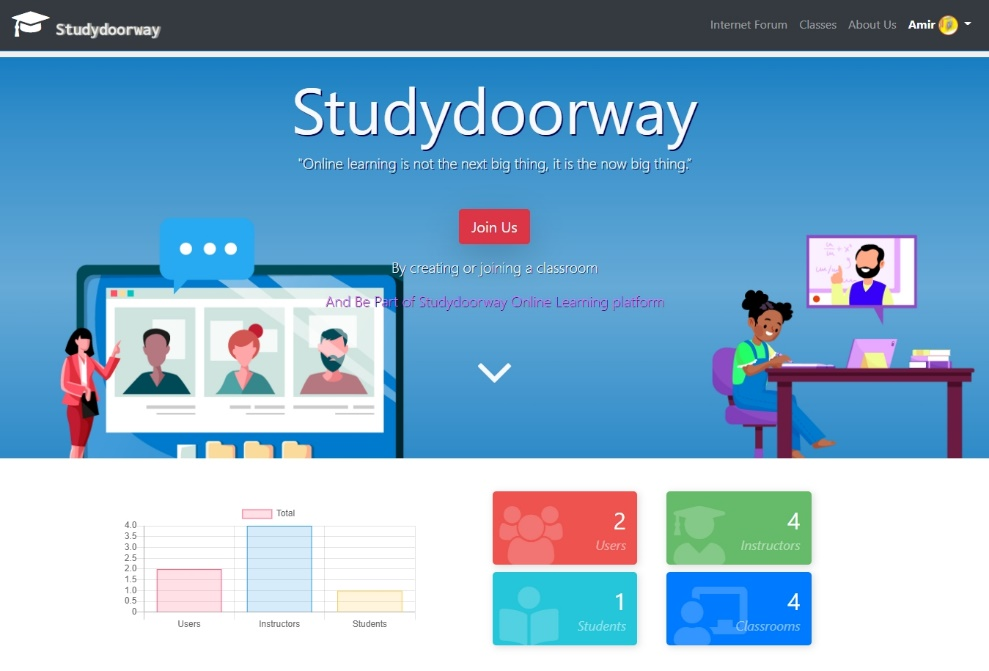 Studydoorway
Internet Forum Classes About Us Amir
Studydoorway
“Online learning is not the next big thing, it is the now big thing.”
Join Us
By creating or joining a classroom
And Be Part of Studydoorway Online Learning platform
Total
4.0
3.5
3.0
2.5
2.0
1.5
1.0
0.5
0
Users Instructors Students
2
Users
4
Instructors
1
Students
4
Classrooms